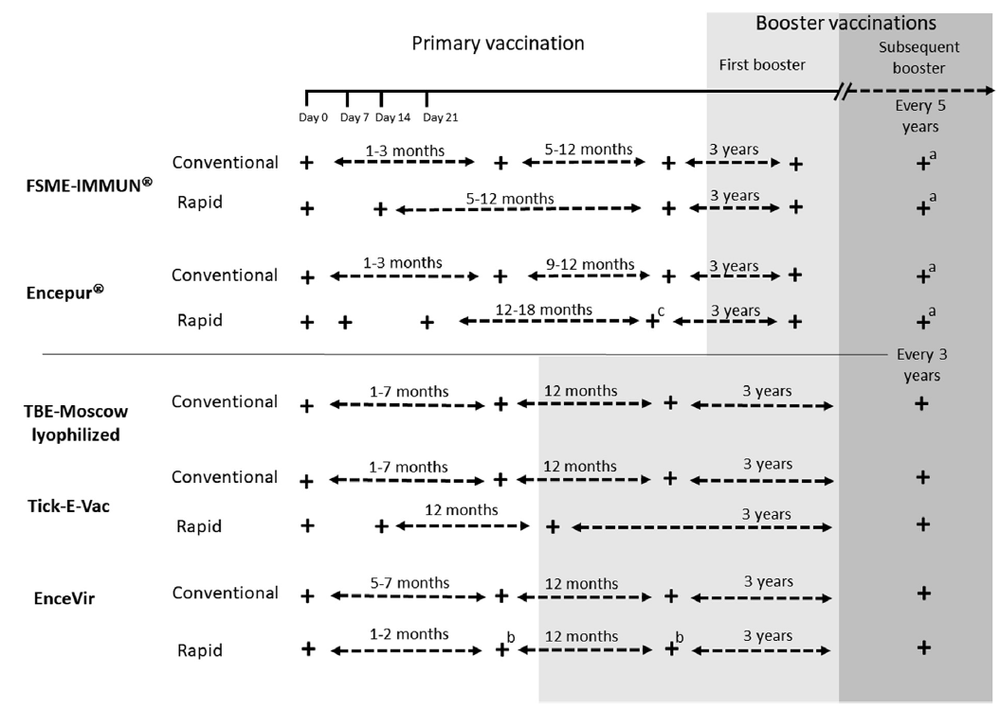 Booster vaccinations
Primary vaccination
First booster
Subsequent
booster
Day 0 Day 7 Day 14 Day 21
Every 5
years
FSME-IMMUN®
Conventional + 1-3 months + 5-12 months + 3 years + +a
Rapid + + 5-12 months + 3 years + +a
Encepur®
Conventional + 1-3 months + 9-12 months + 3 years + +a
Rapid + + + 12-18 months +c 3 years + +a
Every 3
years
TBE-Moscow
lyophilized
Conventional + 1-7 months + 12 months + 3 years +
Tick-E-Vac
Conventional + 1-7 months + 12 months + 3 years +
Rapid + + 12 months + 3 years +
EnceVir
Conventional + 5-7 months + 12 months + 3 years +
Rapid + 1-2 months +b 12 months +b 3 years +